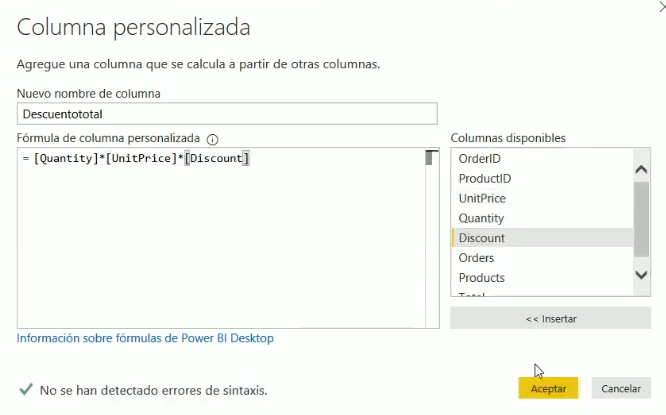 Columna personalizada
Agregue una columna que se calcula a partir de otras columnas.
Nuevo nombre de columna
Descuentototal
Fórmula de columna personalizada
= [Quantity]*[UnitPrice]*[Discount]
Columnas disponibles
OrderID
ProductID
UnitPrice
Quantity
Discount
Orders
Products
Total
<< Insertar
Información sobre fórmulas de Power BI Desktop
No se han detectado errores de sintaxis.
Aceptar
Cancelar